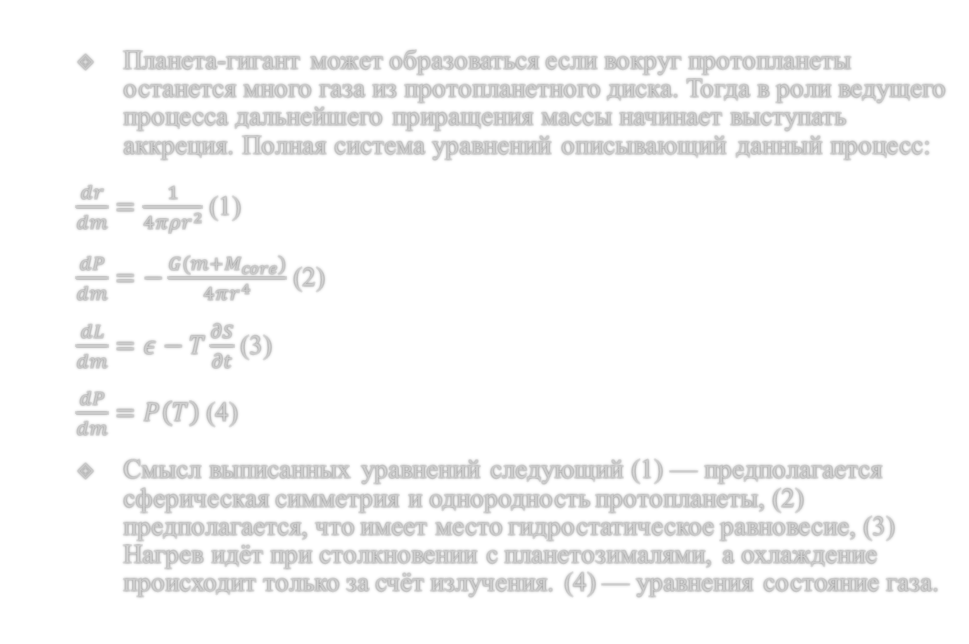 ❖ Планета-гигант может образоваться если вокруг протопланеты
останется много газа из протопланетного диска. Тогда в роли ведущего
процесса дальнейшего приращения массы начинает выступать
аккреция. Полная система уравнений описывающий данный процесс:
dr/dm = 1/(4πρr²) (1)
dP/dm = −G(m+M_core)/(4πr⁴) (2)
dL/dm = ϵ − T ∂S/∂t (3)
dP/dm = P(T) (4)
❖ Смысл выписанных уравнений следующий (1) — предполагается
сферическая симметрия и однородность протопланеты, (2)
предполагается, что имеет место гидростатическое равновесие, (3)
Нагрев идёт при столкновении с планетозималями, а охлаждение
происходит только за счёт излучения. (4) — уравнения состояние газа.